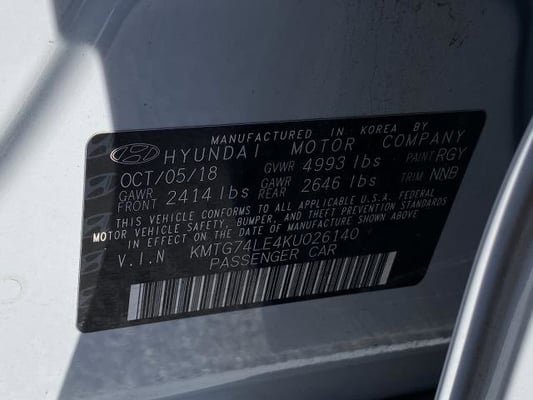 MANUFACTURED IN KOREA BY
HYUNDAI MOTOR COMPANY
OCT/05/18 GVWR 4993 lbs PAINT RGY
GAWR FRONT 2414 lbs GAWR REAR 2646 lbs TRIM NNB
THIS VEHICLE CONFORMS TO ALL APPLICABLE U.S.A. FEDERAL
MOTOR VEHICLE SAFETY, BUMPER, AND THEFT PREVENTION STANDARDS
IN EFFECT ON THE DATE OF MANUFACTURE SHOWN ABOVE.
V.I.N KMTG74LE4KU026140
PASSENGER CAR